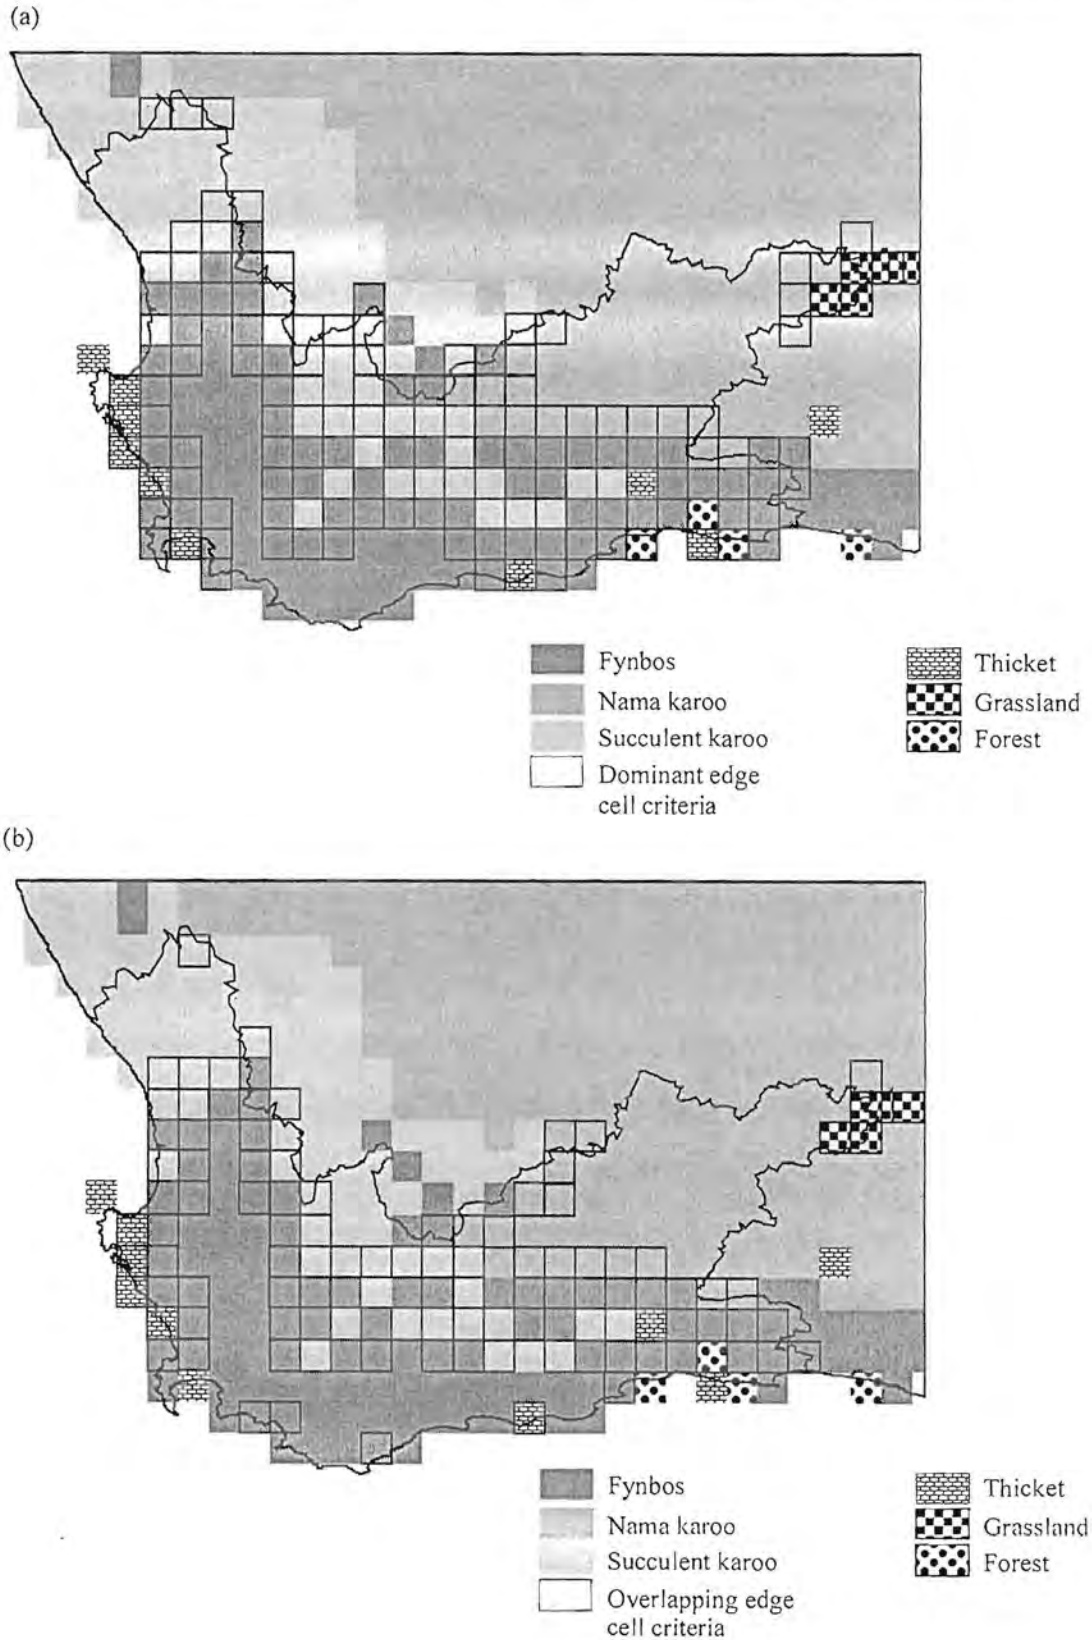 (a)
Fynbos
Nama karoo
Succulent karoo
Dominant edge
cell criteria
Thicket
Grassland
Forest
(b)
Fynbos
Nama karoo
Succulent karoo
Overlapping edge
cell criteria
Thicket
Grassland
Forest